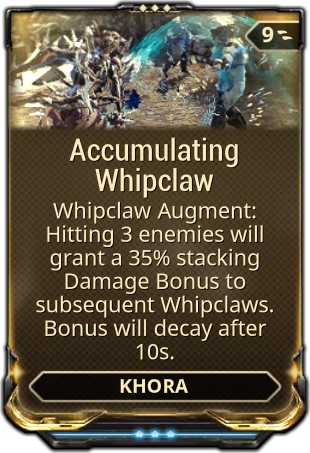 9
Accumulating
Whipclaw
Whipclaw Augment:
Hitting 3 enemies will
grant a 35% stacking
Damage Bonus to
subsequent Whipclaws.
Bonus will decay after
10s.
KHORA